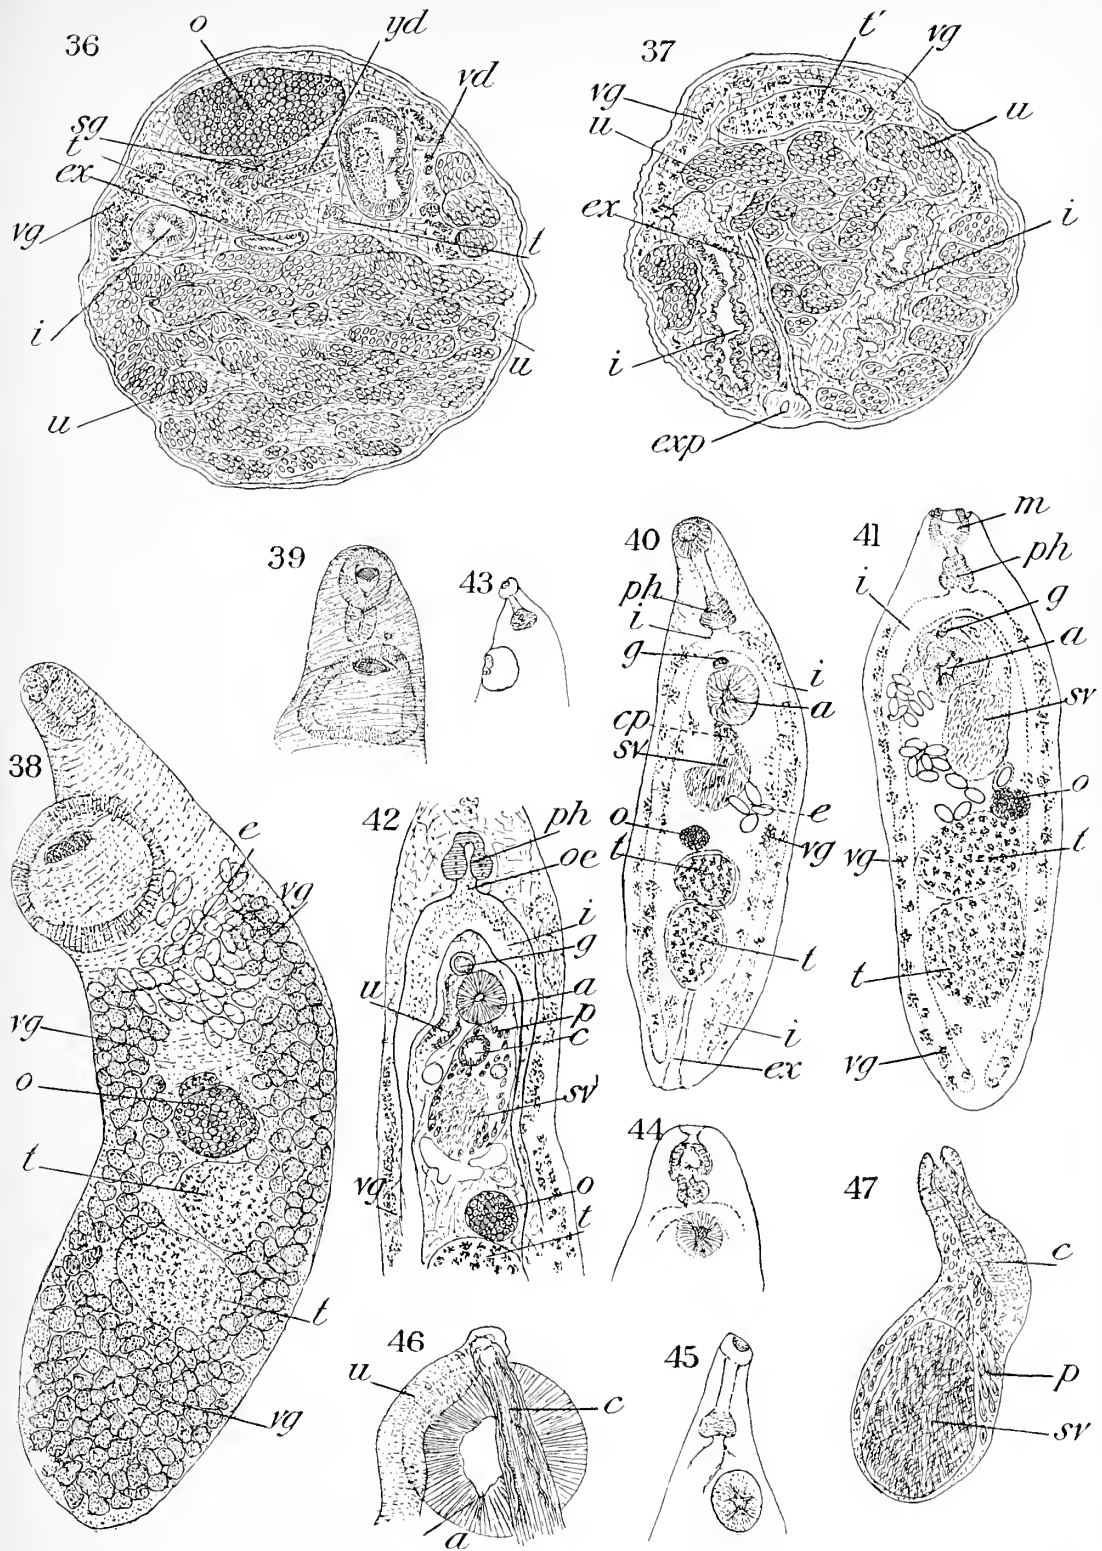 36
o
yd
vd
sg
t
ex
vg
t
i
u
u
37
t'
vg
vg
u
u
ex
i
i
exp
38
e
vg
vg
o
t
t
vg
39
43
40
ph
i
g
i
a
cp
sv
e
o
t
vg
t
i
ex
41
m
ph
i
g
a
sv
o
vg
t
t
vg
42
ph
oe
i
g
a
u
p
c
sv
vg
o
t
44
47
c
p
sv
46
u
c
a
45